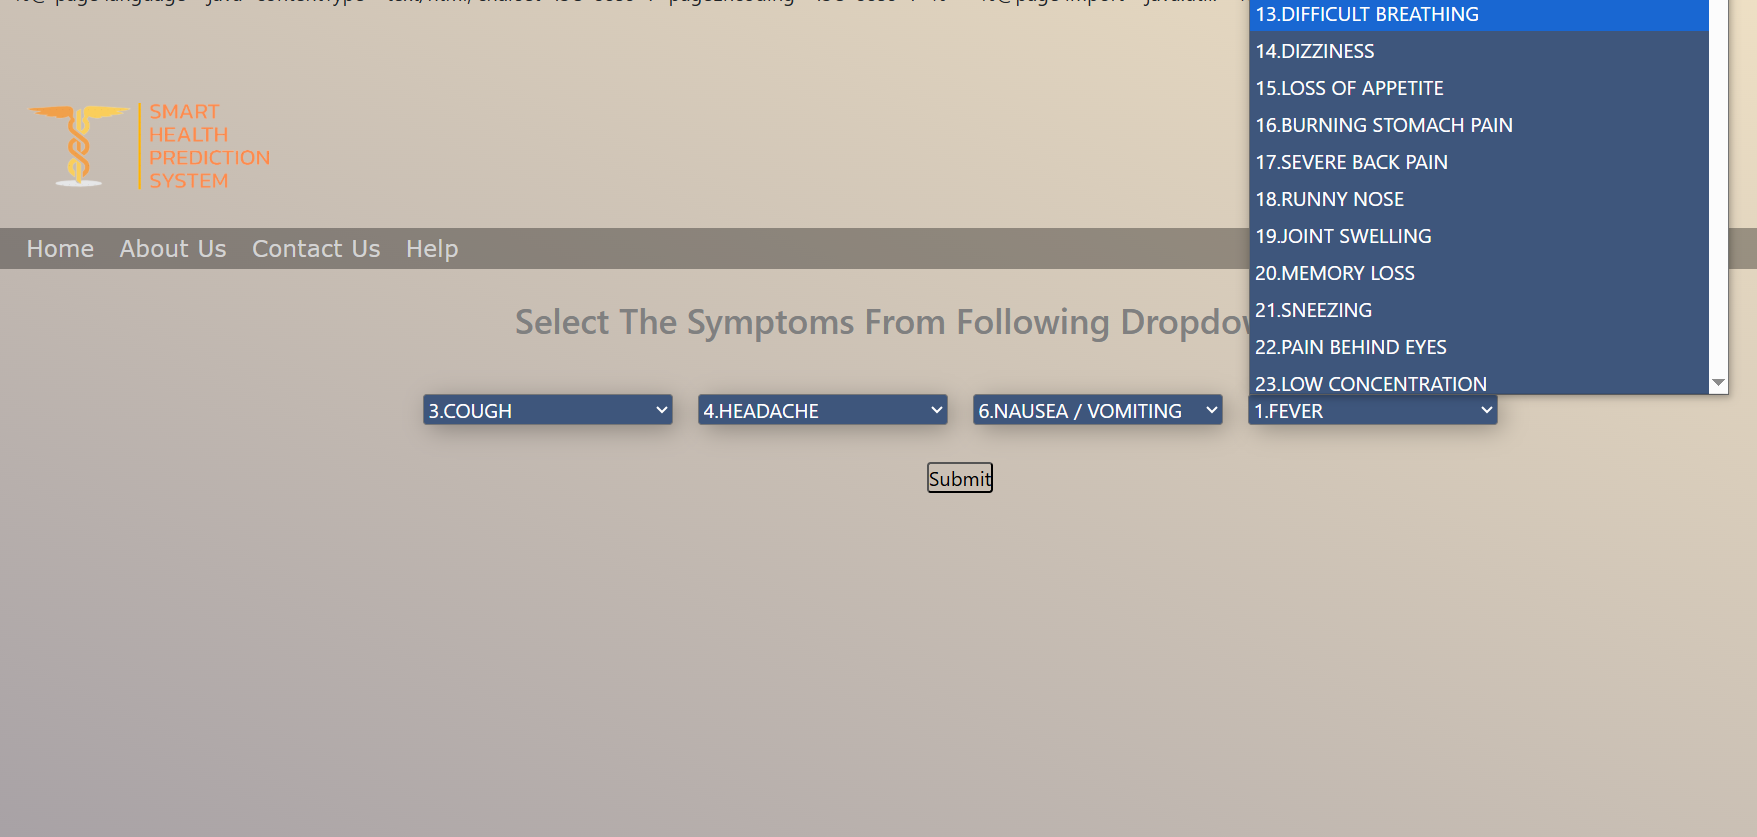 13.DIFFICULT BREATHING
14.DIZZINESS
15.LOSS OF APPETITE
16.BURNING STOMACH PAIN
17.SEVERE BACK PAIN
18.RUNNY NOSE
19.JOINT SWELLING
20.MEMORY LOSS
21.SNEEZING
22.PAIN BEHIND EYES
23.LOW CONCENTRATION
SMART
HEALTH
PREDICTION
SYSTEM
Home About Us Contact Us Help
Select The Symptoms From Following
3.COUGH 4.HEADACHE 6.NAUSEA / VOMITING 1.FEVER
Submit